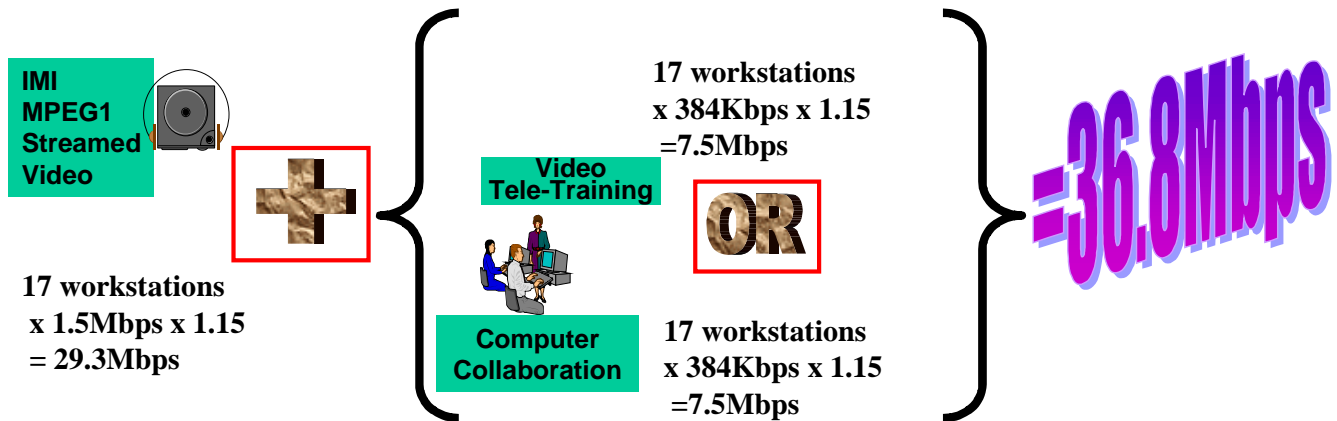 IMI
MPEG1
Streamed
Video
17 workstations
x 1.5Mbps x 1.15
= 29.3Mbps
17 workstations
x 384Kbps x 1.15
=7.5Mbps
Video
Tele-Training
OR
Computer
Collaboration
17 workstations
x 384Kbps x 1.15
=7.5Mbps
=36.8Mbps